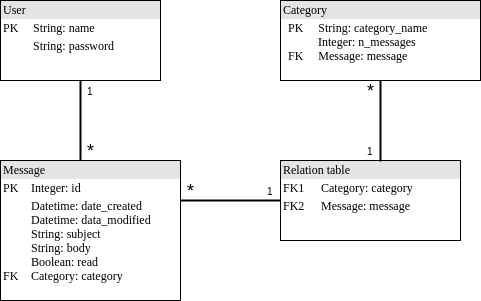 User
PK String: name
String: password
Category
PK String: category_name
Integer: n_messages
FK Message: message
1
*
*
1
Message
PK Integer: id
Datetime: date_created
Datetime: data_modified
String: subject
String: body
Boolean: read
FK Category: category
*
1
Relation table
FK1 Category: category
FK2 Message: message